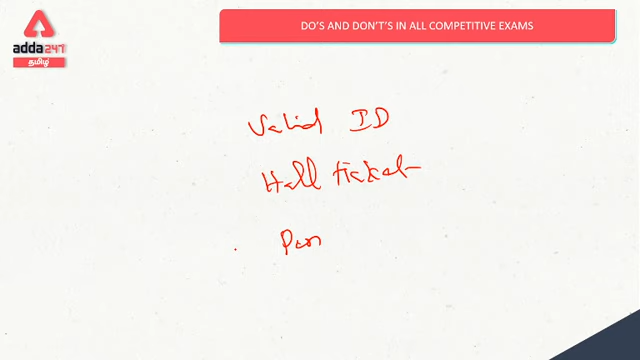 adda247
தமிழ்
DO'S AND DON'T'S IN ALL COMPETITIVE EXAMS
Valid ID
Hall ticket
Pen